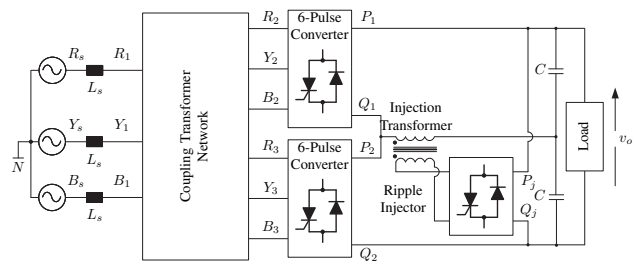 R_s
R_1
L_s
Y_s
Y_1
L_s
N
B_s
B_1
L_s
Coupling Transformer
Network
R_2
Y_2
B_2
R_3
Y_3
B_3
6-Pulse
Converter
P_1
Q_1
6-Pulse
Converter
P_2
Q_2
Injection
Transformer
Ripple
Injector
P_j
Q_j
C
C
Load
v_o